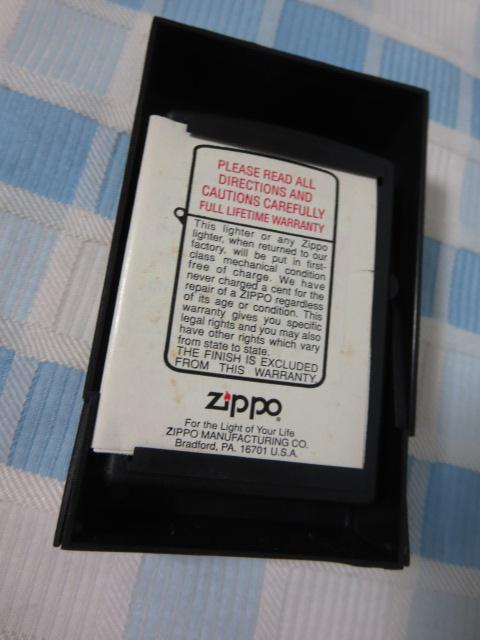 PLEASE READ ALL
DIRECTIONS AND
CAUTIONS CAREFULLY
FULL LIFETIME WARRANTY
This lighter or any Zippo
lighter, when returned to our
factory, will be put in first-
class mechanical condition
free of charge. We have
never charged a cent for the
repair of a ZIPPO regardless
of its age or condition. This
warranty gives you specific
legal rights and you may also
have other rights which vary
from state to state.
THE FINISH IS EXCLUDED
FROM THIS WARRANTY.
Zippo®
For the Light of Your Life
ZIPPO MANUFACTURING CO.
Bradford, PA. 16701 U.S.A.